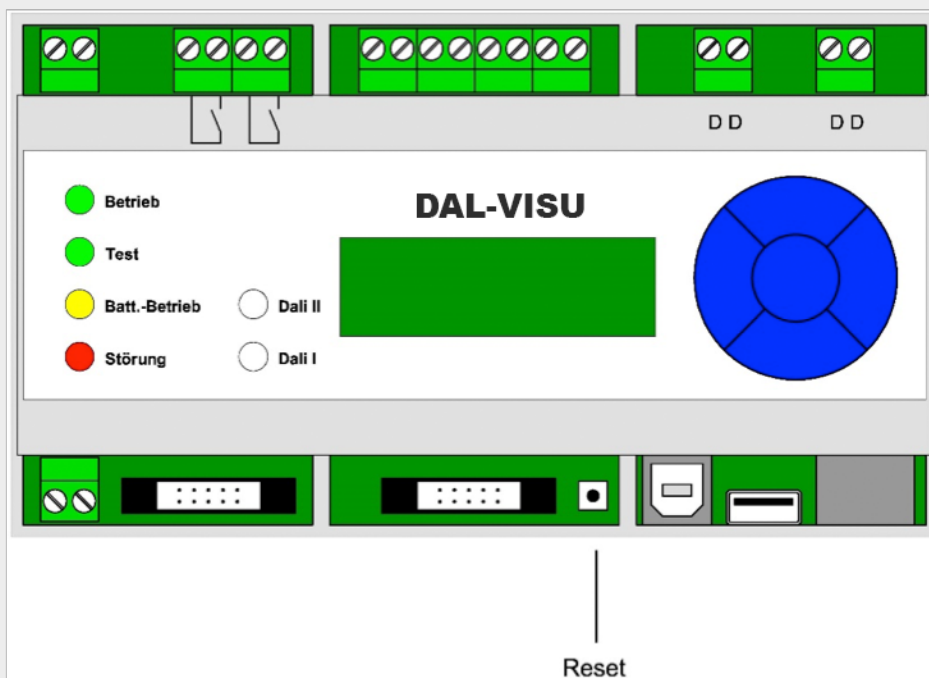 D D D D
Betrieb
DAL-VISU
Test
Batt.-Betrieb
Dali II
Störung
Dali I
Reset